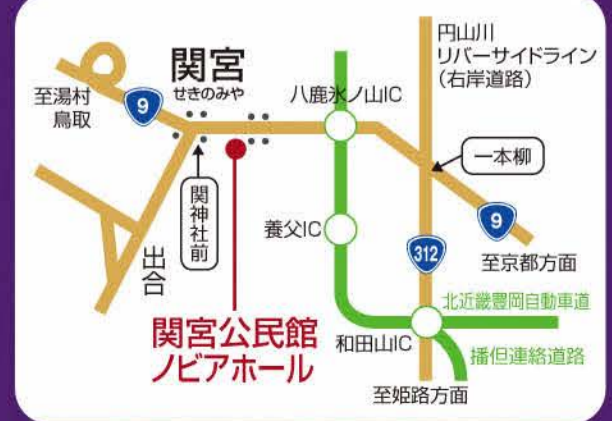 円山川
リバーサイドライン
(右岸道路)
関宮
せきのみや
八鹿氷ノ山IC
至湯村
鳥取
9
一本柳
関神社前
養父IC
出合
9
312
至京都方面
北近畿豊岡自動車道
関宮公民館
ノビアホール
和田山IC
播但連絡道路
至姫路方面